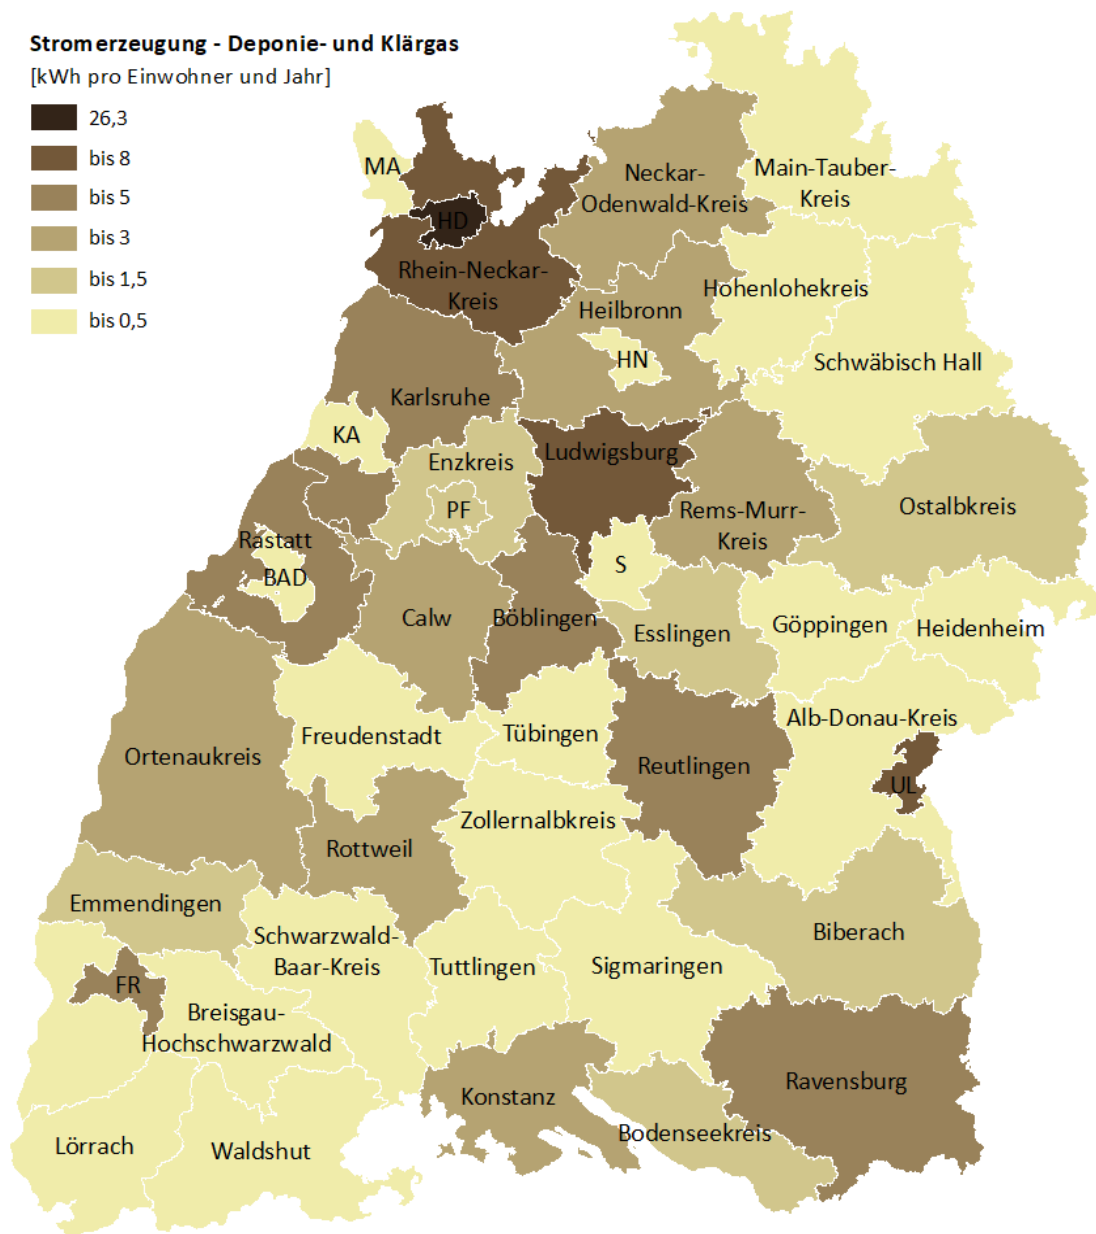 Stromerzeugung - Deponie- und Klärgas
[kWh pro Einwohner und Jahr]
26,3
bis 8
bis 5
bis 3
bis 1,5
bis 0,5
MA
Neckar-
Odenwald-Kreis
Main-Tauber-
Kreis
HD
Rhein-Neckar-
Kreis
Hohenlohekreis
Heilbronn
HN
Schwäbisch Hall
Karlsruhe
KA
Enzkreis
Ludwigsburg
PF
Rems-Murr-
Kreis
Ostalbkreis
Rastatt
BAD
S
Calw
Böblingen
Esslingen
Göppingen
Heidenheim
Alb-Donau-Kreis
Freudenstadt
Tübingen
Ortenaukreis
Reutlingen
UL
Zollernalbkreis
Rottweil
Emmendingen
Schwarzwald-
Baar-Kreis
Tuttlingen
Sigmaringen
Biberach
FR
Breisgau-
Hochschwarzwald
Konstanz
Ravensburg
Bodenseekreis
Lörrach
Waldshut